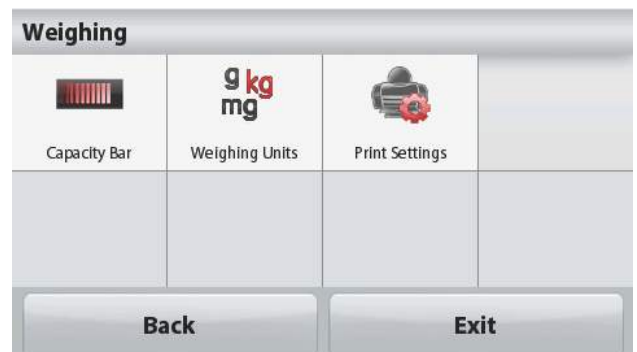 Weighing
g kg
mg
Capacity Bar
Weighing Units
Print Settings
Back
Exit